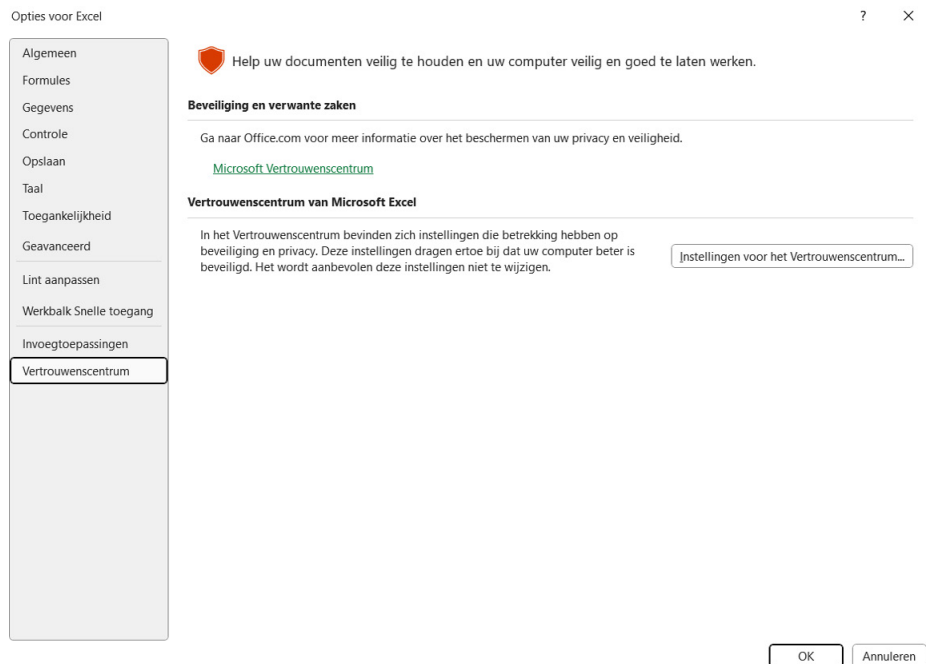 Opties voor Excel
?
Algemeen
Formules
Gegevens
Controle
Opslaan
Taal
Toegankelijkheid
Geavanceerd
Lint aanpassen
Werkbalk Snelle toegang
Invoegtoepassingen
Vertrouwenscentrum
Help uw documenten veilig te houden en uw computer veilig en goed te laten werken.
Beveiliging en verwante zaken
Ga naar Office.com voor meer informatie over het beschermen van uw privacy en veiligheid.
Microsoft Vertrouwenscentrum
Vertrouwenscentrum van Microsoft Excel
In het Vertrouwenscentrum bevinden zich instellingen die betrekking hebben op
beveiliging en privacy. Deze instellingen dragen ertoe bij dat uw computer beter is
beveiligd. Het wordt aanbevolen deze instellingen niet te wijzigen.
Instellingen voor het Vertrouwenscentrum...
OK
Annuleren